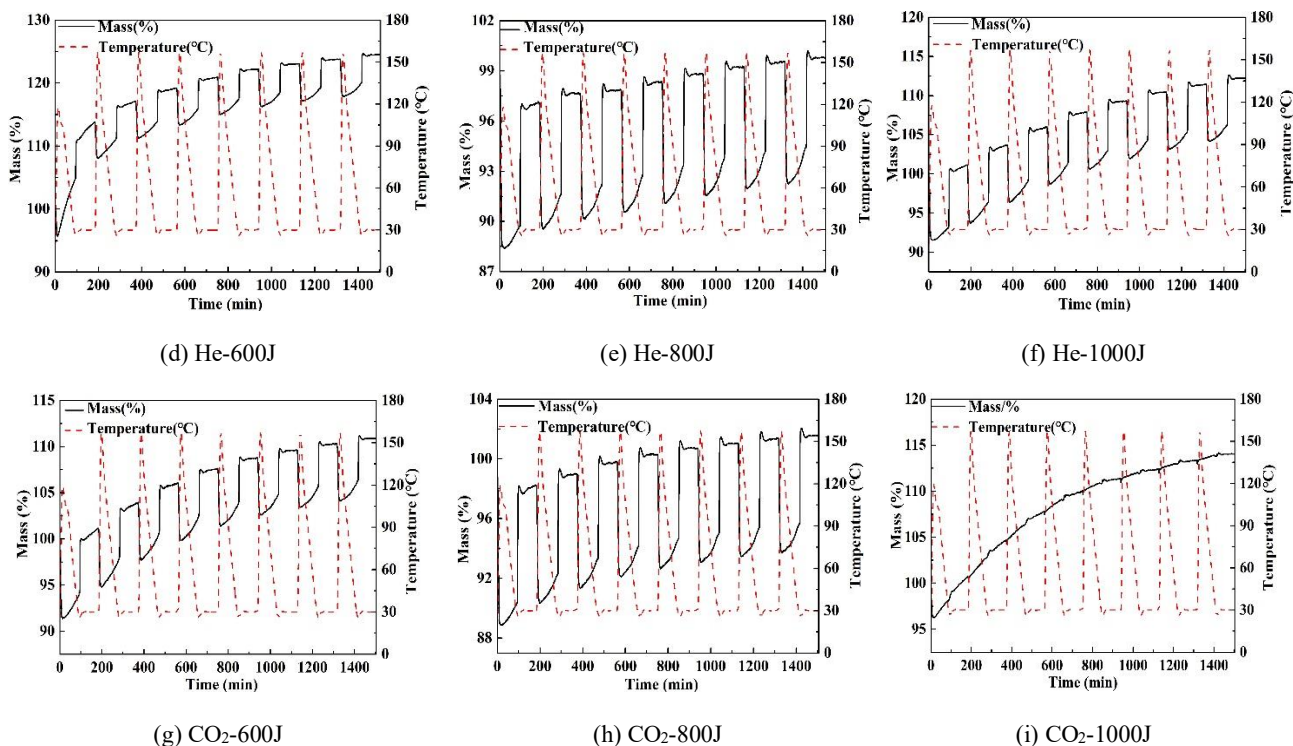 130
120
110
100
90
Mass (%)
Mass(%)
Temperature(°C)
180
150
120
90
60
30
0
Temperature (°C)
0 200 400 600 800 1000 1200 1400
Time (min)
(d) He-600J
102
99
96
93
90
87
Mass (%)
Mass(%)
Temperature(°C)
180
150
120
90
60
30
0
Temperature (°C)
0 200 400 600 800 1000 1200 1400
Time (min)
(e) He-800J
120
115
110
105
100
95
90
Mass (%)
Mass(%)
Temperature(°C)
180
150
120
90
60
30
0
Temperature (°C)
0 200 400 600 800 1000 1200 1400
Time (min)
(f) He-1000J
115
110
105
100
95
90
Mass (%)
Mass(%)
Temperature(°C)
180
150
120
90
60
30
0
Temperature (°C)
0 200 400 600 800 1000 1200 1400
Time (min)
(g) CO₂-600J
104
100
96
92
88
Mass (%)
Mass(%)
Temperature(°C)
180
150
120
90
60
30
0
Temperature (°C)
0 200 400 600 800 1000 1200 1400
Time (min)
(h) CO₂-800J
120
115
110
105
100
95
Mass (%)
Mass/%
Temperature(°C)
180
150
120
90
60
30
0
Temperature (°C)
0 200 400 600 800 1000 1200 1400
Time (min)
(i) CO₂-1000J